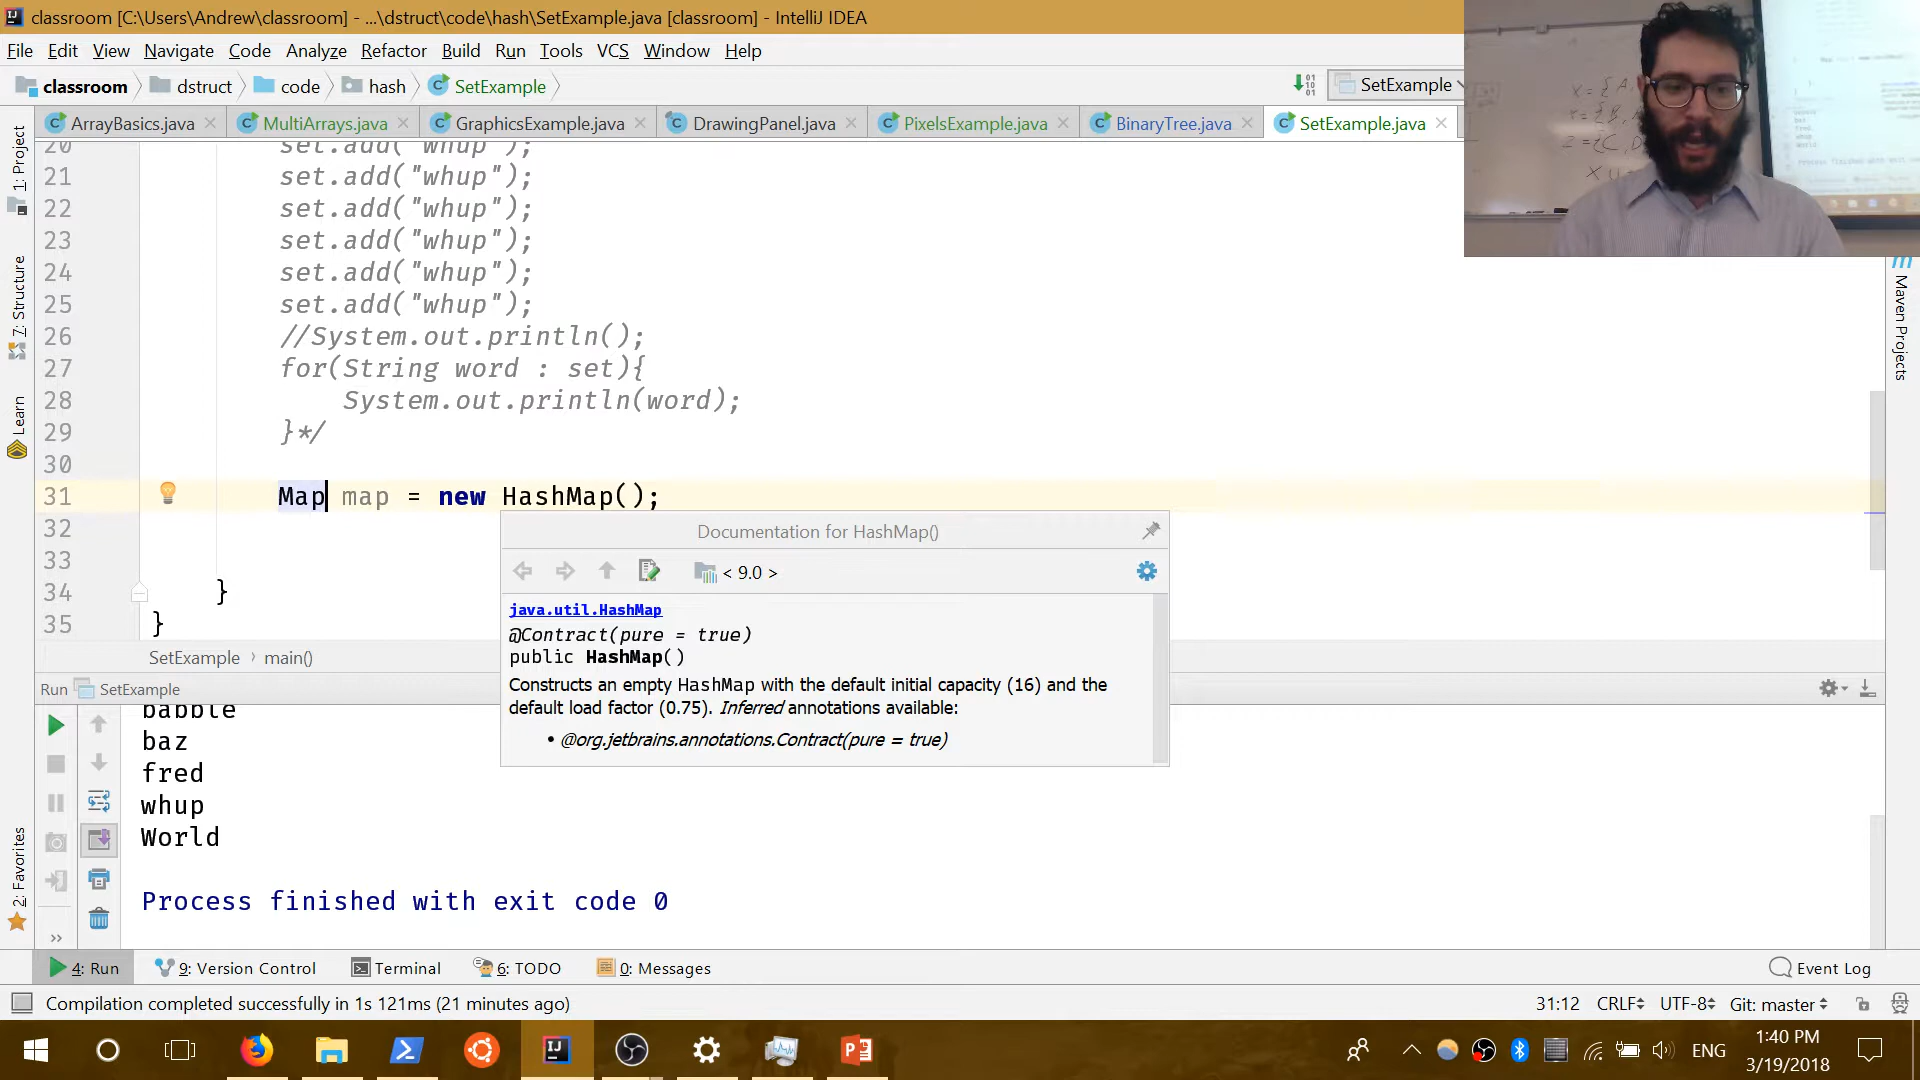 classroom [C:\Users\Andrew\classroom] - ...\dstruct\code\hash\SetExample.java [classroom] - IntelliJ IDEA
File Edit View Navigate Code Analyze Refactor Build Run Tools VCS Window Help
classroom dstruct code hash SetExample
SetExample
ArrayBasics.java MultiArrays.java GraphicsExample.java DrawingPanel.java PixelsExample.java BinaryTree.java SetExample.java
1: Project
7: Structure
Learn
2: Favorites
Maven Projects
20 set.add("whup");
21 set.add("whup");
22 set.add("whup");
23 set.add("whup");
24 set.add("whup");
25 set.add("whup");
26 //System.out.println();
27 for(String word : set){
28 System.out.println(word);
29 }*/
30
31 Map map = new HashMap();
32
33
34 }
35 }
Documentation for HashMap()
< 9.0 >
java.util.HashMap
@Contract(pure = true)
public HashMap()
Constructs an empty HashMap with the default initial capacity (16) and the
default load factor (0.75). Inferred annotations available:
• @org.jetbrains.annotations.Contract(pure = true)
SetExample › main()
Run SetExample
babble
baz
fred
whup
World
Process finished with exit code 0
4: Run 9: Version Control Terminal 6: TODO 0: Messages Event Log
Compilation completed successfully in 1s 121ms (21 minutes ago) 31:12 CRLF UTF-8 Git: master
ENG
1:40 PM
3/19/2018